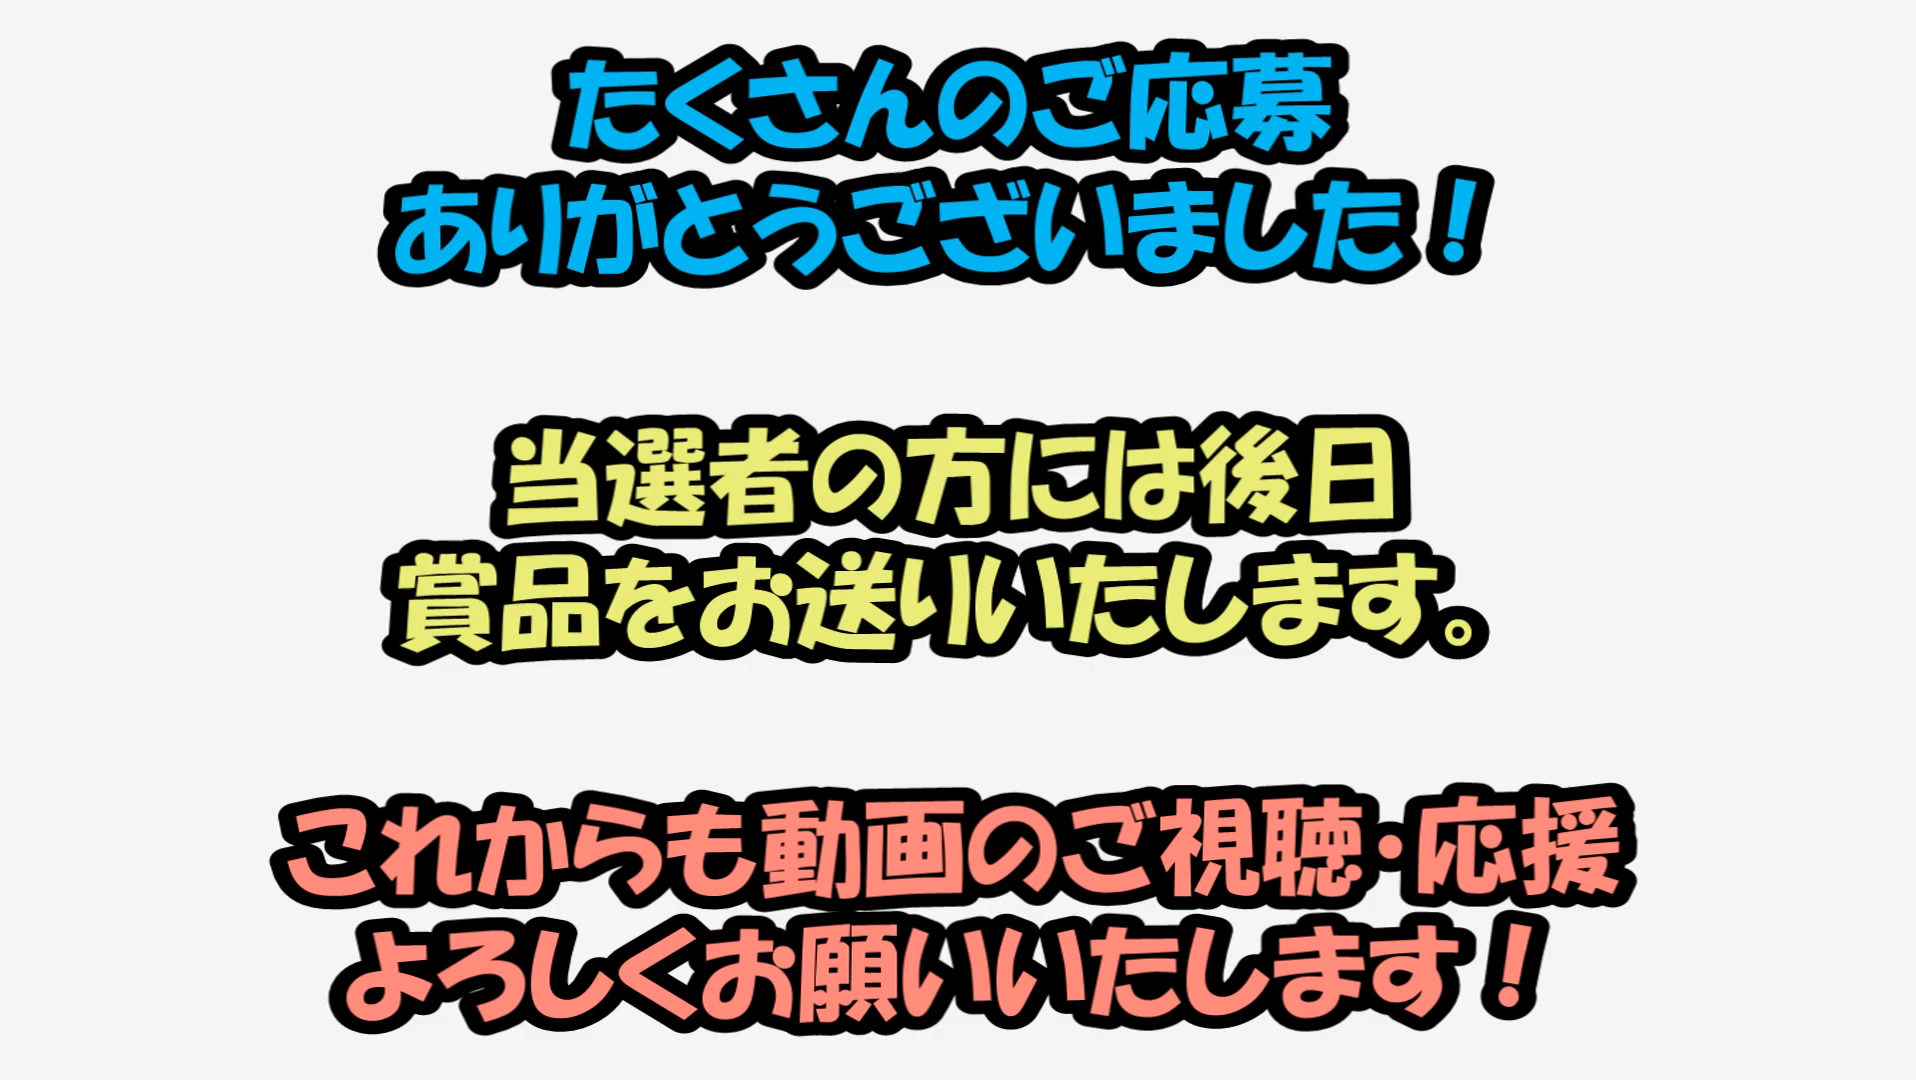 たくさんのご応募
ありがとうございました！
当選者の方には後日
賞品をお送りいたします。
これからも動画のご視聴・応援
よろしくお願いいたします！